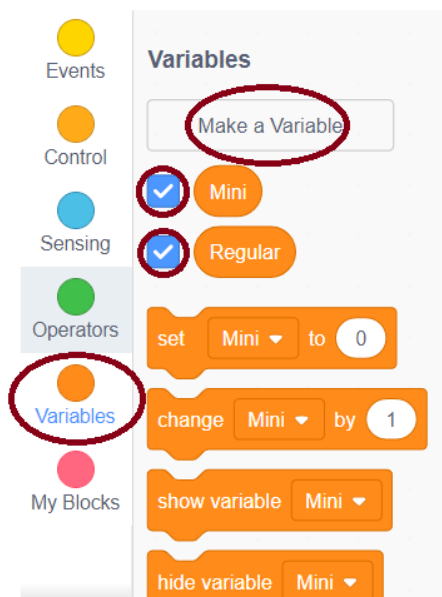 Events
Control
Sensing
Operators
Variables
My Blocks
Variables
Make a Variable
Mini
Regular
set Mini to 0
change Mini by 1
show variable Mini
hide variable Mini